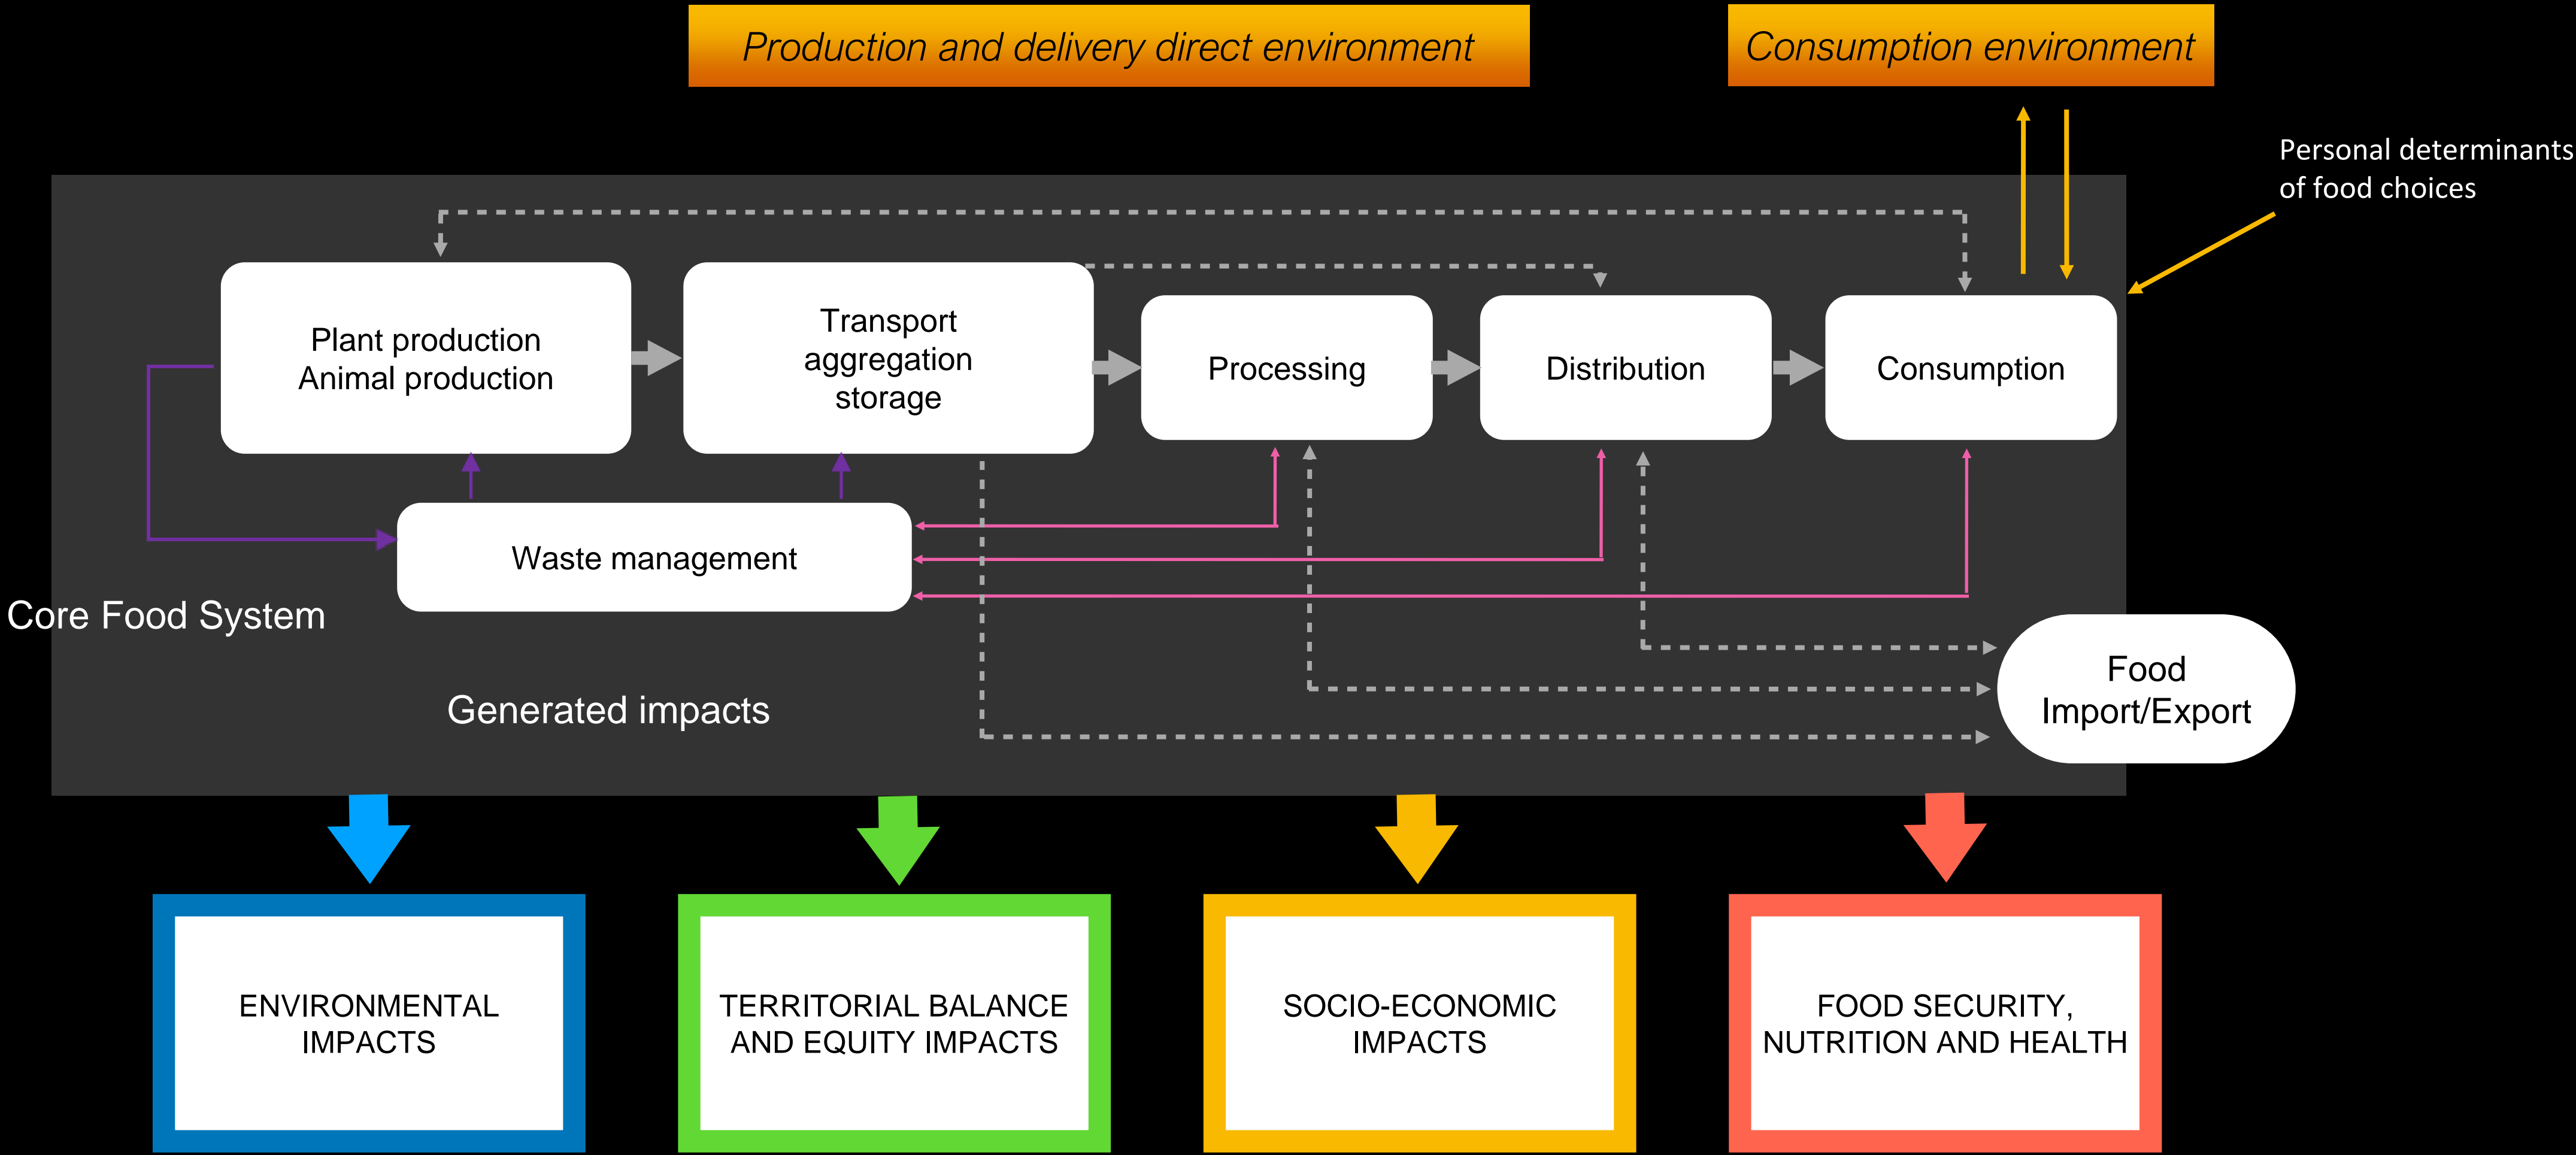 Production and delivery direct environment
Consumption environment
Personal determinants
of food choices
Plant production
Animal production
Transport
aggregation
storage
Processing
Distribution
Consumption
Waste management
Core Food System
Food
Import/Export
Generated impacts
ENVIRONMENTAL
IMPACTS
TERRITORIAL BALANCE
AND EQUITY IMPACTS
SOCIO-ECONOMIC
IMPACTS
FOOD SECURITY,
NUTRITION AND HEALTH